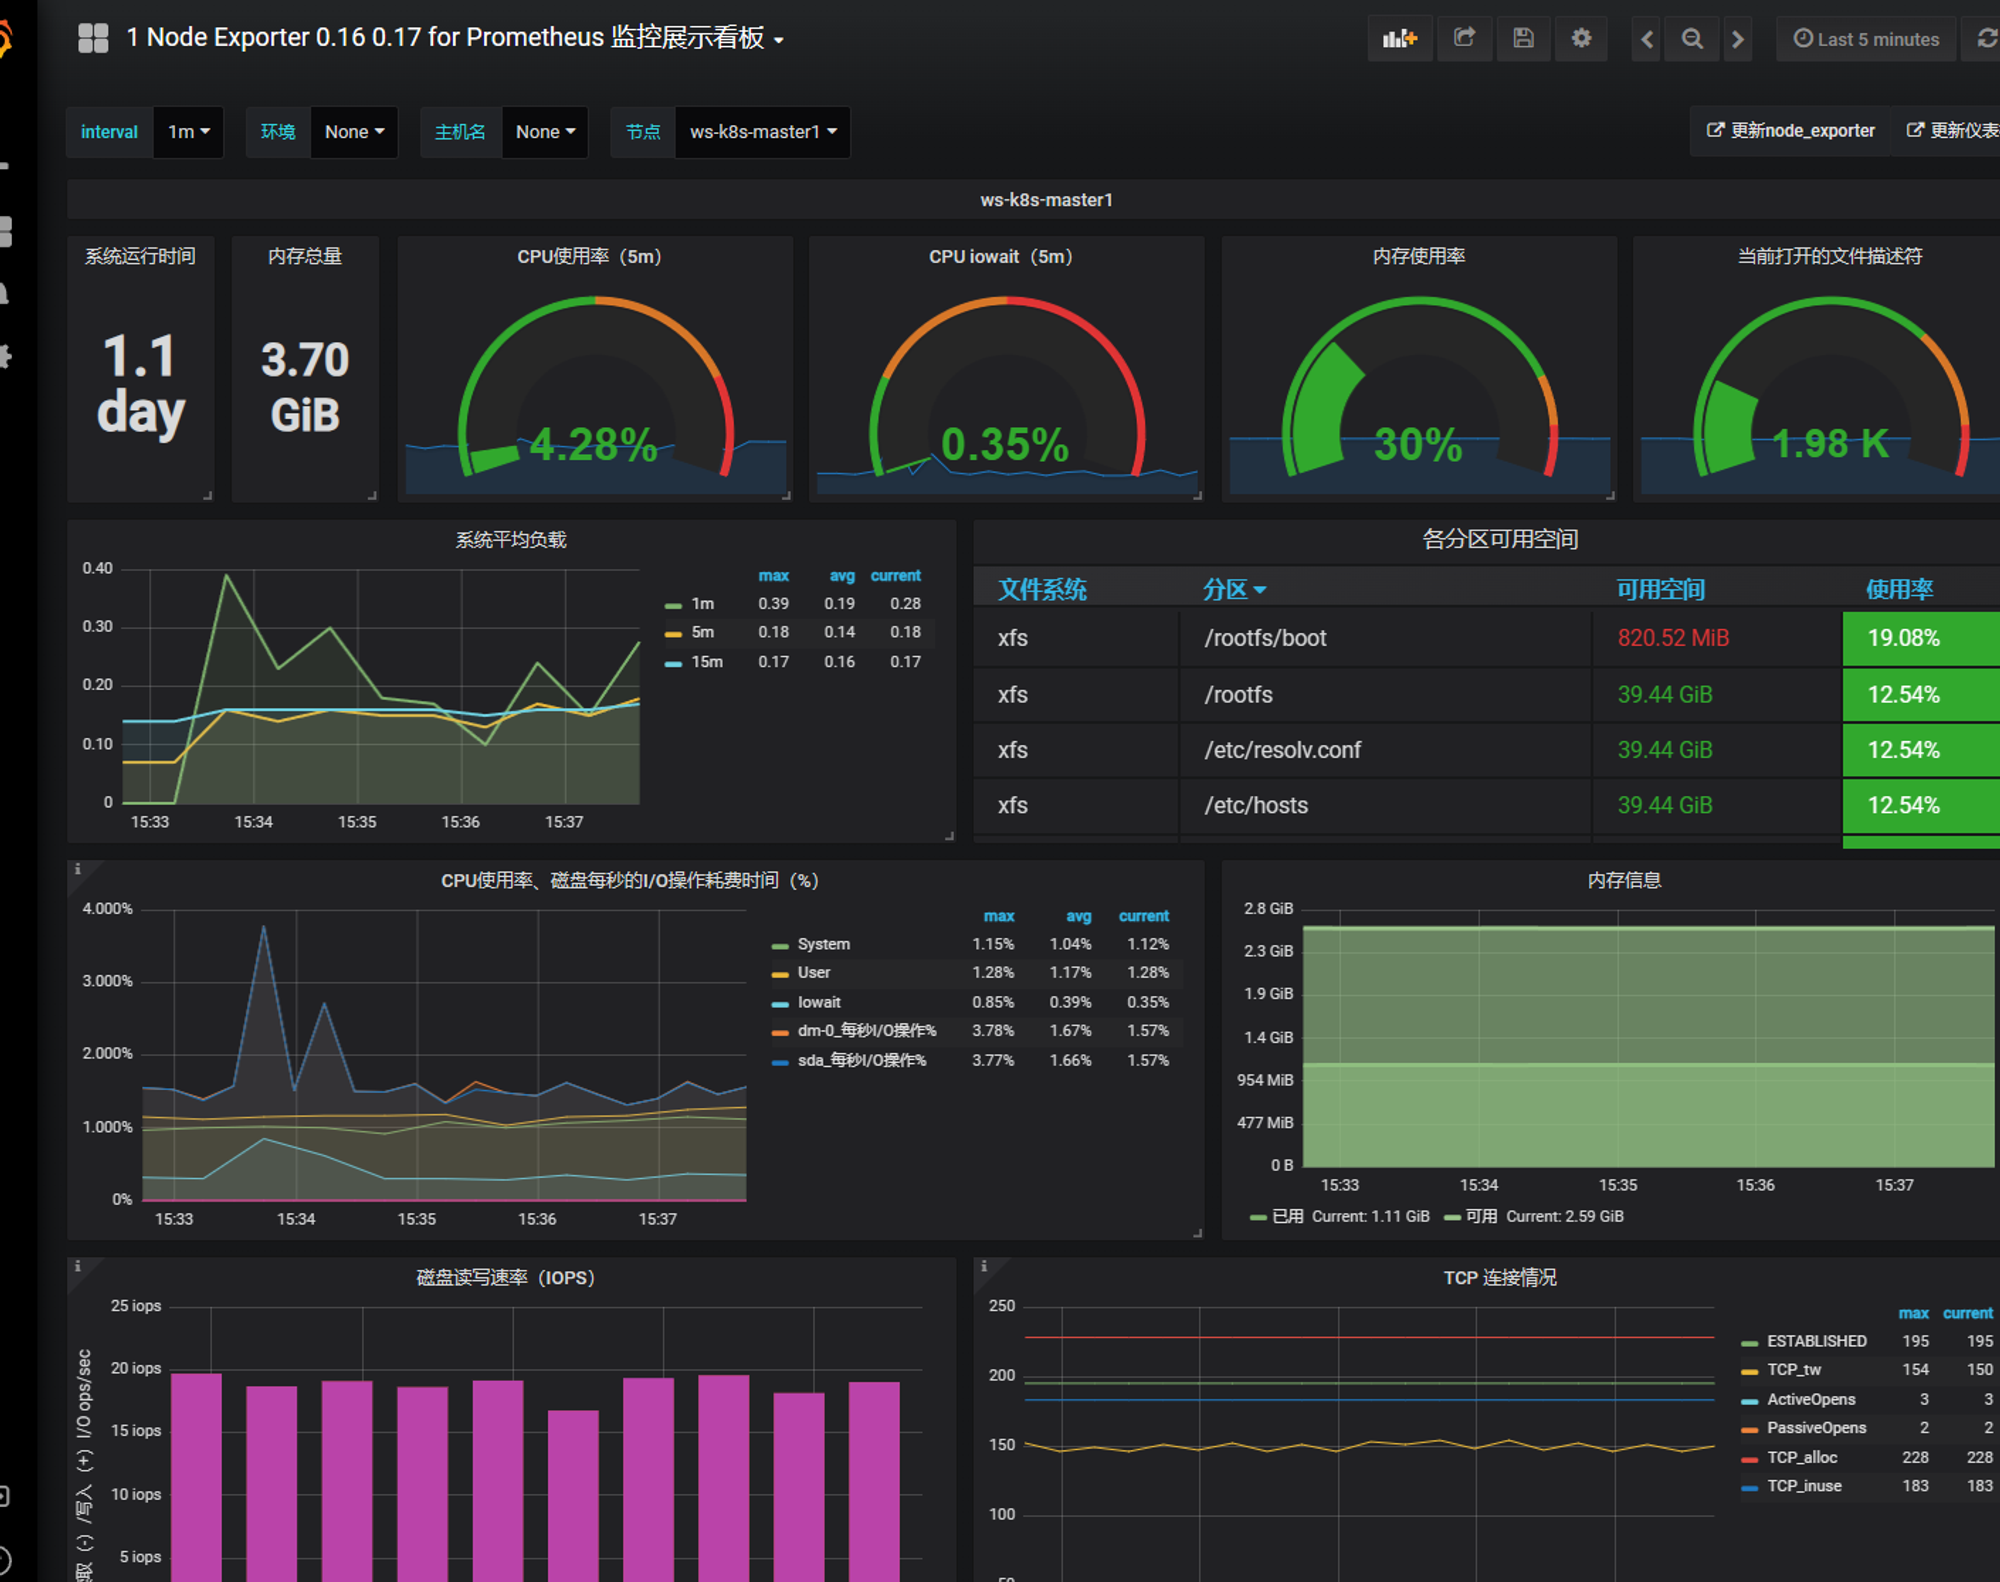 1 Node Exporter 0.16 0.17 for Prometheus 监控展示看板
Last 5 minutes
interval 1m 环境 None 主机名 None 节点 ws-k8s-master1
更新node_exporter 更新仪表
ws-k8s-master1
系统运行时间
1.1
day
内存总量
3.70
GiB
CPU使用率（5m）
4.28%
CPU iowait（5m）
0.35%
内存使用率
30%
当前打开的文件描述符
1.98 K
系统平均负载
0.40
0.30
0.20
0.10
0
15:33 15:34 15:35 15:36 15:37
max avg current
1m 0.39 0.19 0.28
5m 0.18 0.14 0.18
15m 0.17 0.16 0.17
各分区可用空间
文件系统 分区 可用空间 使用率
xfs /rootfs/boot 820.52 MiB 19.08%
xfs /rootfs 39.44 GiB 12.54%
xfs /etc/resolv.conf 39.44 GiB 12.54%
xfs /etc/hosts 39.44 GiB 12.54%
CPU使用率、磁盘每秒的I/O操作耗费时间（%）
4.000%
3.000%
2.000%
1.000%
0%
15:33 15:34 15:35 15:36 15:37
max avg current
System 1.15% 1.04% 1.12%
User 1.28% 1.17% 1.28%
Iowait 0.85% 0.39% 0.35%
dm-0_每秒I/O操作% 3.78% 1.67% 1.57%
sda_每秒I/O操作% 3.77% 1.66% 1.57%
内存信息
2.8 GiB
2.3 GiB
1.9 GiB
1.4 GiB
954 MiB
477 MiB
0 B
15:33 15:34 15:35 15:36 15:37
已用 Current: 1.11 GiB 可用 Current: 2.59 GiB
磁盘读写速率（IOPS）
取（-）/写入（+）I/O ops/sec
25 iops
20 iops
15 iops
10 iops
5 iops
TCP 连接情况
250
200
150
100
50
max current
ESTABLISHED 195 195
TCP_tw 154 150
ActiveOpens 3 3
PassiveOpens 2 2
TCP_alloc 228 228
TCP_inuse 183 183